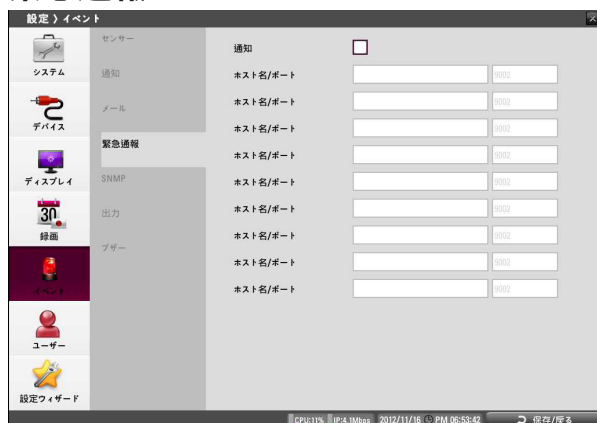 設定 〉イベント
システム
デバイス
ディスプレイ
30
録画
イベント
ユーザー
設定ウィザード
センサー
通知
メール
緊急通報
SNMP
出力
ブザー
通知
ホスト名/ポート 9002
ホスト名/ポート 9002
ホスト名/ポート 9002
ホスト名/ポート 9002
ホスト名/ポート 9002
ホスト名/ポート 9002
ホスト名/ポート 9002
ホスト名/ポート 9002
ホスト名/ポート 9002
CPU:11% IP:4.1Mbps 2012/11/16 PM 06:53:42 保存/戻る